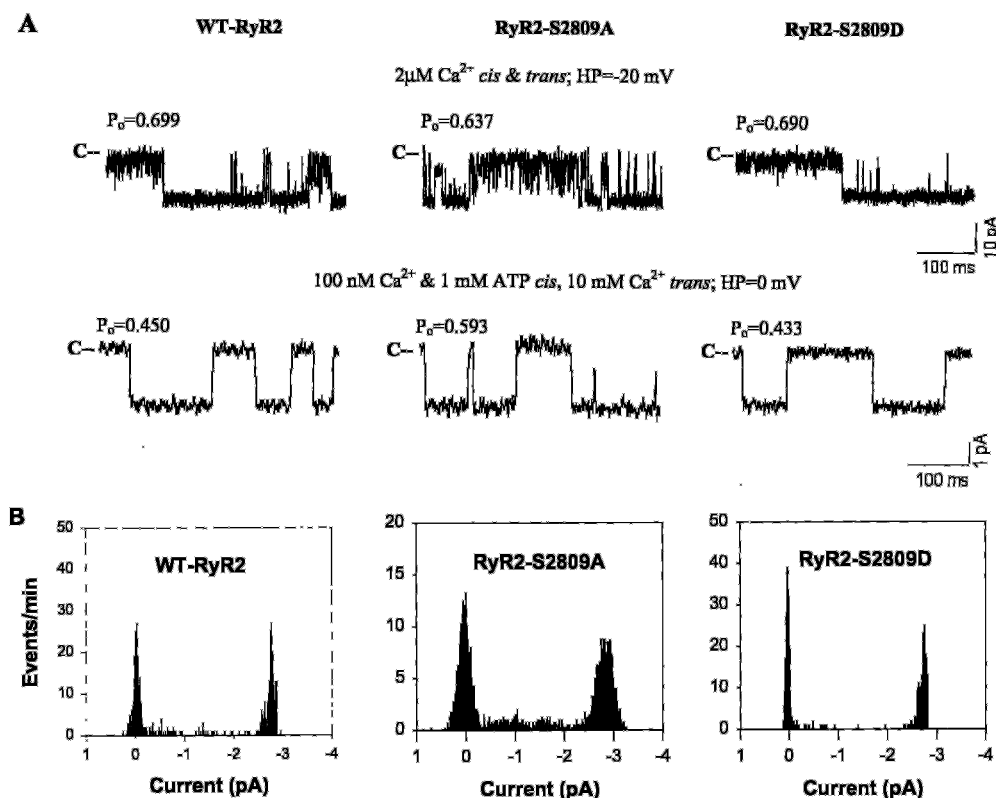 A
WT-RyR2 RyR2-S2809A RyR2-S2809D
2μM Ca²⁺ cis & trans; HP=-20 mV
Pₒ=0.699 Pₒ=0.637 Pₒ=0.690
C-- C-- C--
10 pA
100 ms
100 nM Ca²⁺ & 1 mM ATP cis, 10 mM Ca²⁺ trans; HP=0 mV
Pₒ=0.450 Pₒ=0.593 Pₒ=0.433
C-- C-- C--
1 pA
100 ms
B
Events/min
50 40 30 20 10 0
WT-RyR2
1 0 -1 -2 -3 -4
Current (pA)
20 15 10 5 0
RyR2-S2809A
1 0 -1 -2 -3 -4
Current (pA)
50 40 30 20 10 0
RyR2-S2809D
1 0 -1 -2 -3 -4
Current (pA)